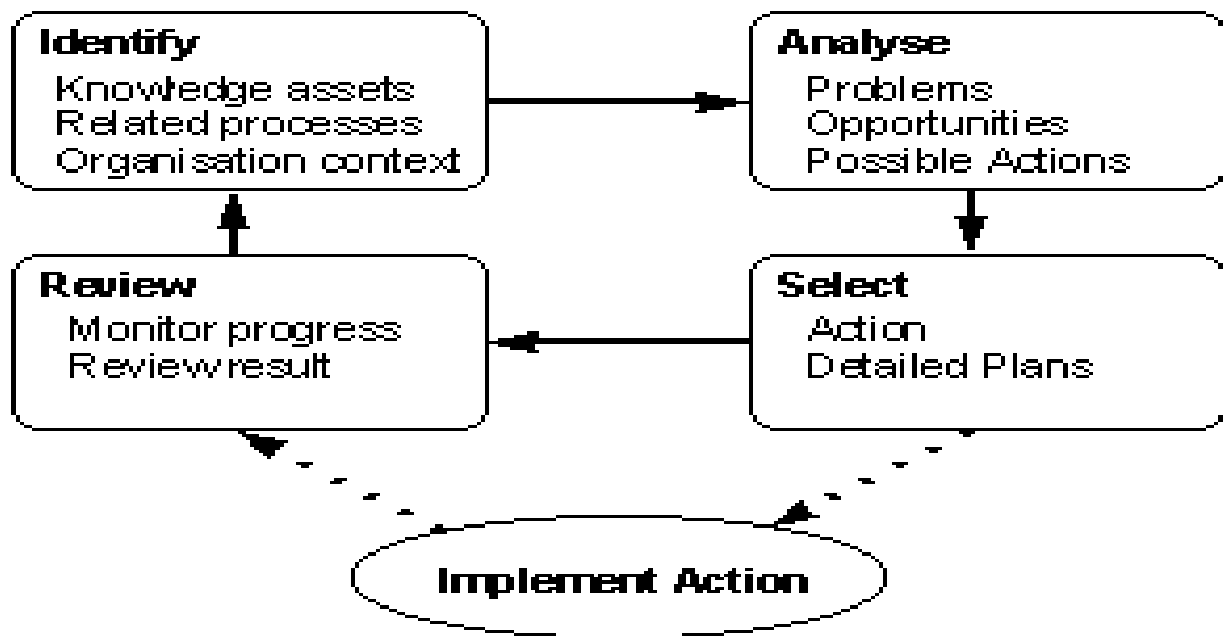 Identify
Knowledge assets
Related processes
Organisation context
Analyse
Problems
Opportunities
Possible Actions
Review
Monitor progress
Review result
Select
Action
Detailed Plans
Implement Action